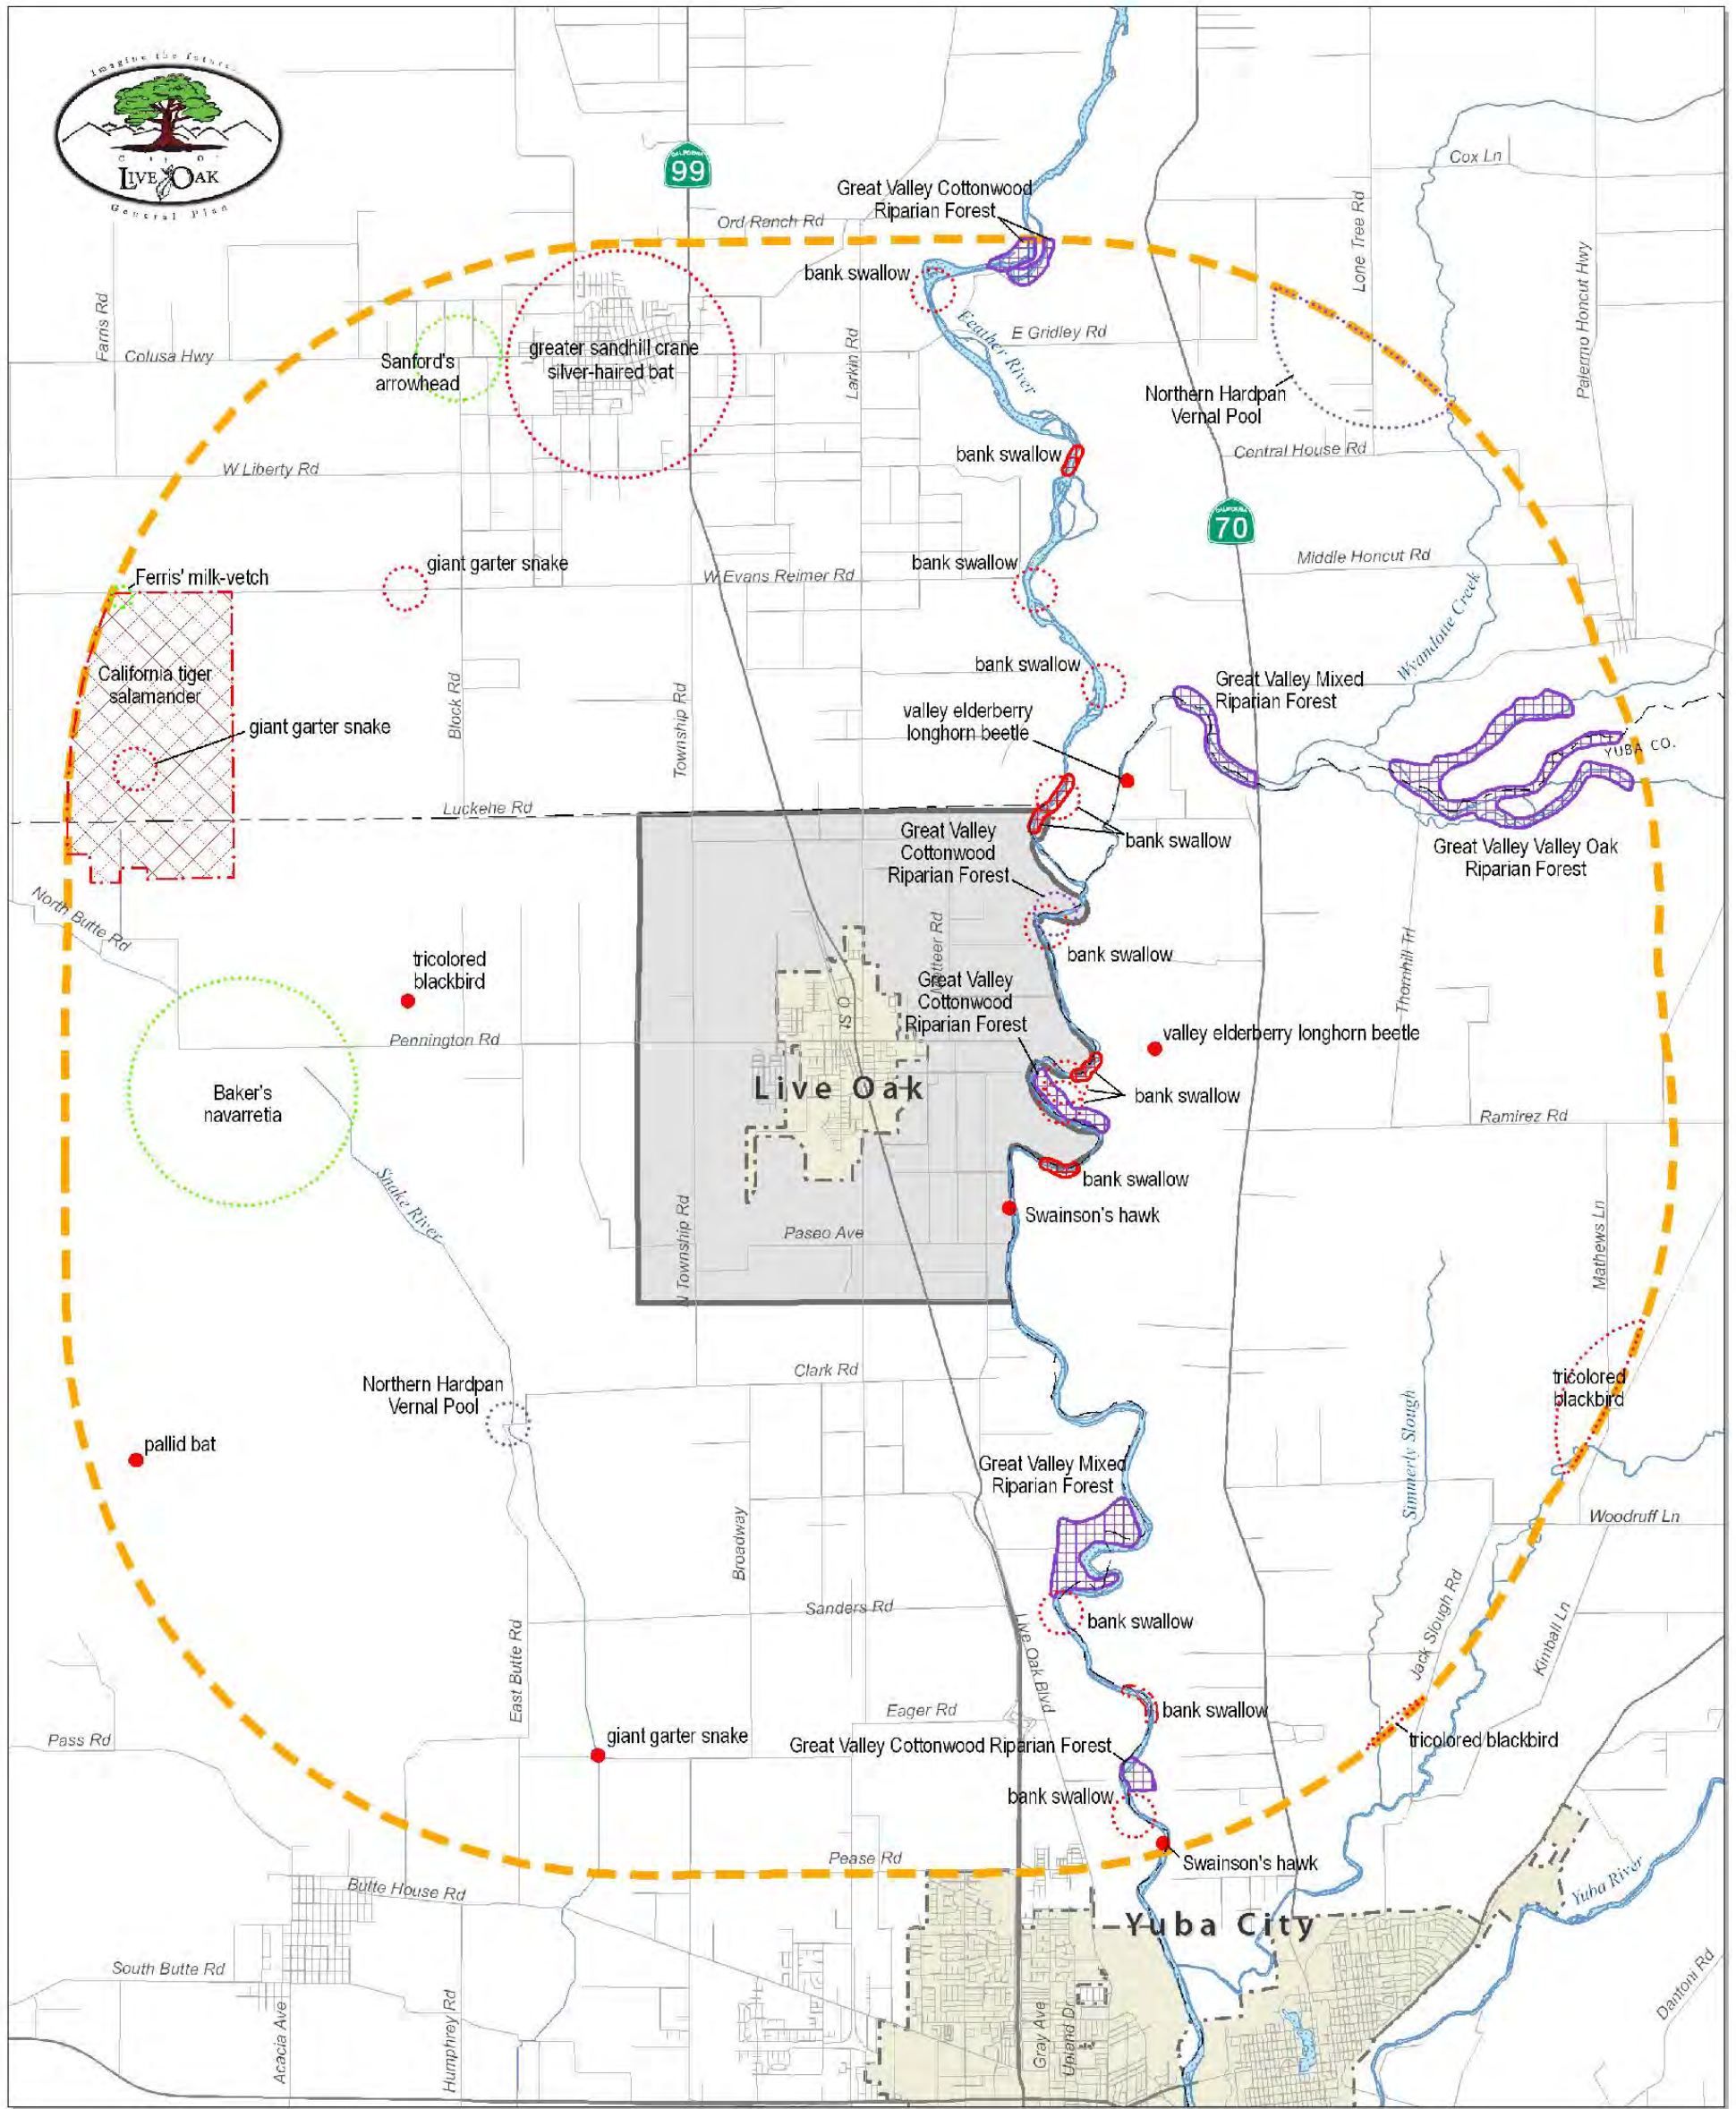 Imagine the future
City of
LIVE OAK
General Plan
CALIFORNIA
99
Cox Ln
Great Valley Cottonwood
Riparian Forest
Ord Ranch Rd
Lone Tree Rd
Palermo Honcut Hwy
bank swallow
Farris Rd
Colusa Hwy
Sanford's
arrowhead
greater sandhill crane
silver-haired bat
Larkin Rd
Feather River
E Gridley Rd
Northern Hardpan
Vernal Pool
Central House Rd
bank swallow
W Liberty Rd
CALIFORNIA
70
Middle Honcut Rd
bank swallow
giant garter snake
Ferris' milk-vetch
W Evans Reimer Rd
Wyandotte Creek
California tiger
salamander
bank swallow
Great Valley Mixed
Riparian Forest
Block Rd
Township Rd
valley elderberry
longhorn beetle
giant garter snake
YUBA CO.
Luckehe Rd
Great Valley
Cottonwood
Riparian Forest
bank swallow
Great Valley Valley Oak
Riparian Forest
North Butte Rd
Metteer Rd
bank swallow
Thornhill Trl
tricolored
blackbird
Great Valley
Cottonwood
Riparian Forest
O St
Pennington Rd
valley elderberry longhorn beetle
Live Oak
Baker's
navarretia
bank swallow
Ramirez Rd
bank swallow
Snake River
Swainson's hawk
Paseo Ave
N Township Rd
Mathews Ln
Clark Rd
Northern Hardpan
Vernal Pool
tricolored
blackbird
Simmerly Slough
pallid bat
Great Valley Mixed
Riparian Forest
Woodruff Ln
Broadway
Sanders Rd
bank swallow
East Butte Rd
Live Oak Blvd
Jack Slough Rd
Kimball Ln
Eager Rd
bank swallow
Pass Rd
giant garter snake
Great Valley Cottonwood Riparian Forest
tricolored blackbird
bank swallow
Pease Rd
Swainson's hawk
Butte House Rd
Yuba River
Yuba City
South Butte Rd
Acacia Ave
Humphrey Rd
Gray Ave
Upland Dr
Dantoni Rd